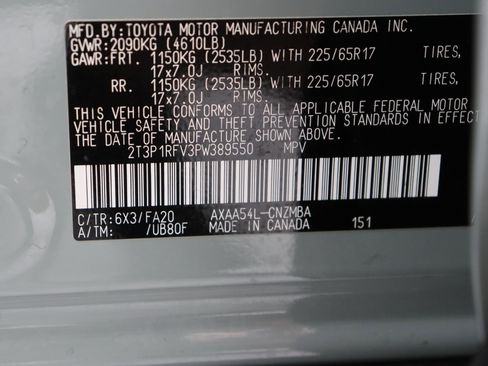 MFD.BY:TOYOTA MOTOR MANUFACTURING CANADA INC.
GVWR:2090KG (4610LB)
GAWR:FRT. 1150KG (2535LB) WITH 225/65R17 TIRES,
17x7.0J RIMS,
RR. 1150KG (2535LB) WITH 225/65R17 TIRES,
17x7.0J RIMS,
THIS VEHICLE CONFORMS TO ALL APPLICABLE FEDERAL MOTOR
VEHICLE SAFETY AND THEFT PREVENTION STANDARDS IN EFFECT
THE DATE OF MANUFACTURE SHOWN ABOVE.
2T3P1RFV3PW389550 MPV
C/TR:6X3/FA20 AXAA54L-CNZMBA
A/TM: /UB80F MADE IN CANADA 151